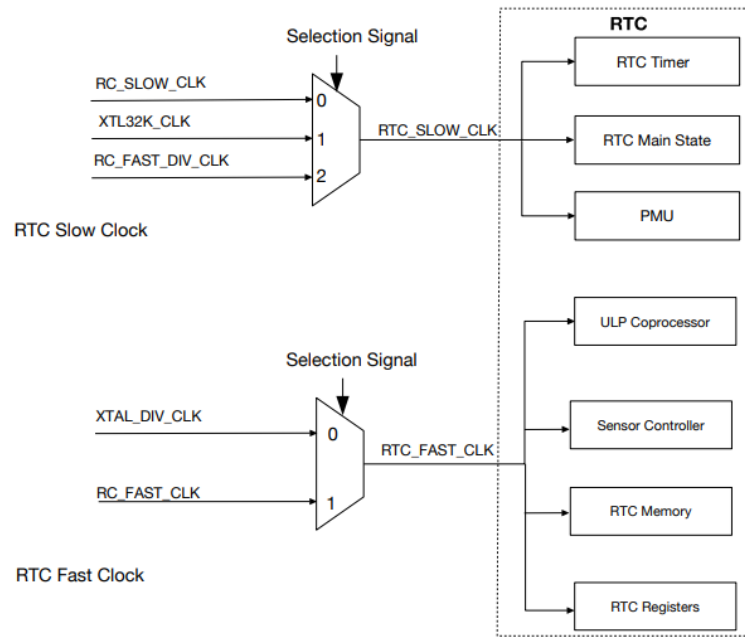 RTC
Selection Signal
RTC Timer
RC_SLOW_CLK
0
XTL32K_CLK
1
RTC_SLOW_CLK
RTC Main State
RC_FAST_DIV_CLK
2
PMU
RTC Slow Clock
ULP Coprocessor
Selection Signal
XTAL_DIV_CLK
0
Sensor Controller
RTC_FAST_CLK
RC_FAST_CLK
1
RTC Memory
RTC Fast Clock
RTC Registers